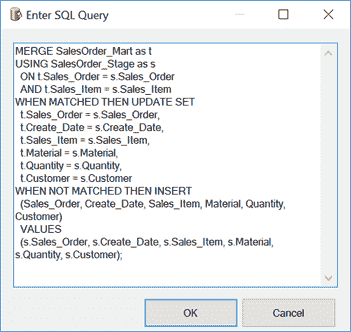 Enter SQL Query
MERGE SalesOrder_Mart as t
USING SalesOrder_Stage as s
ON t.Sales_Order = s.Sales_Order
AND t.Sales_Item = s.Sales_Item
WHEN MATCHED THEN UPDATE SET
t.Sales_Order = s.Sales_Order,
t.Create_Date = s.Create_Date,
t.Sales_Item = s.Sales_Item,
t.Material = s.Material,
t.Quantity = s.Quantity,
t.Customer = s.Customer
WHEN NOT MATCHED THEN INSERT
(Sales_Order, Create_Date, Sales_Item, Material, Quantity,
Customer)
VALUES
(s.Sales_Order, s.Create_Date, s.Sales_Item, s.Material,
s.Quantity, s.Customer);
OK Cancel